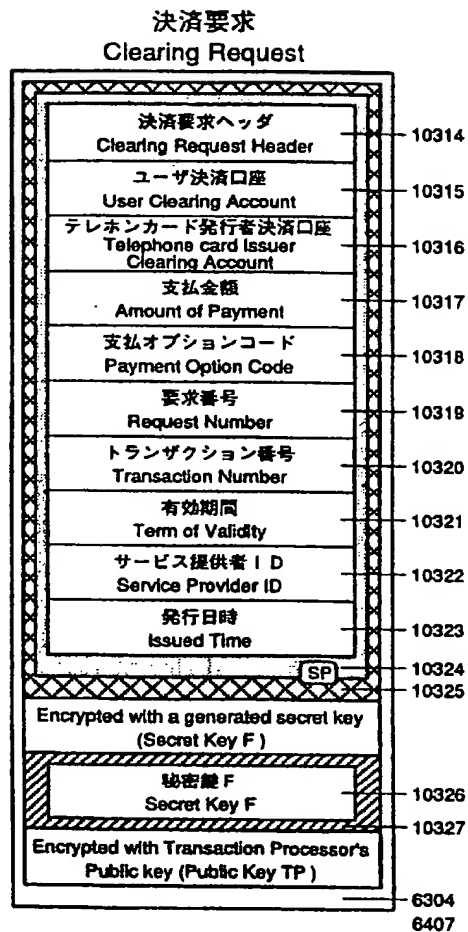 決済要求
Clearing Request
決済要求ヘッダ
Clearing Request Header
10314
ユーザ決済口座
User Clearing Account
10315
テレホンカード発行者決済口座
Telephone card Issuer
Clearing Account
10316
支払金額
Amount of Payment
10317
支払オプションコード
Payment Option Code
10318
要求番号
Request Number
10319
トランザクション番号
Transaction Number
10320
有効期間
Term of Validity
10321
サービス提供者ID
Service Provider ID
10322
発行日時
Issued Time
10323
SP
10324
10325
Encrypted with a generated secret key
(Secret Key F )
秘密鍵F
Secret Key F
10326
10327
Encrypted with Transaction Processor's
Public key (Public Key TP )
6304
6407